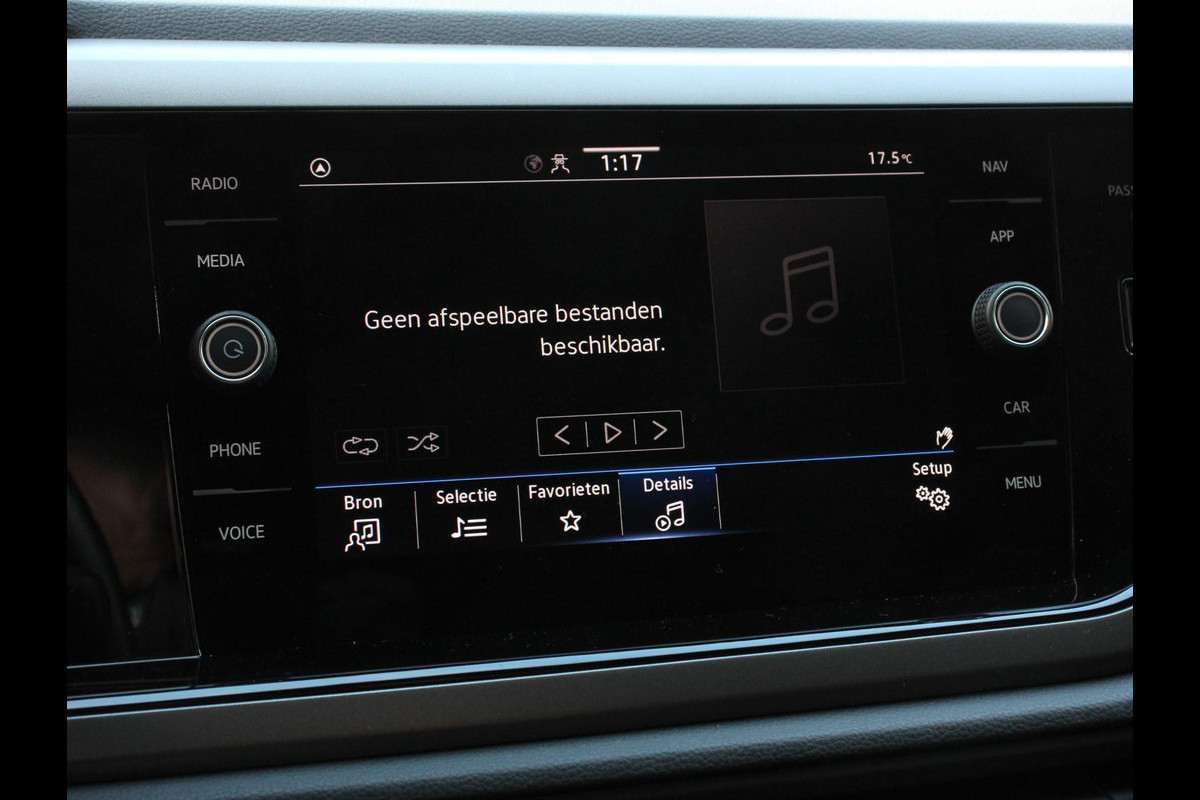 RADIO
MEDIA
PHONE
VOICE
1:17
17.5°C
Geen afspeelbare bestanden
beschikbaar.
Bron
Selectie
Favorieten
Details
Setup
NAV
APP
CAR
MENU
PASS